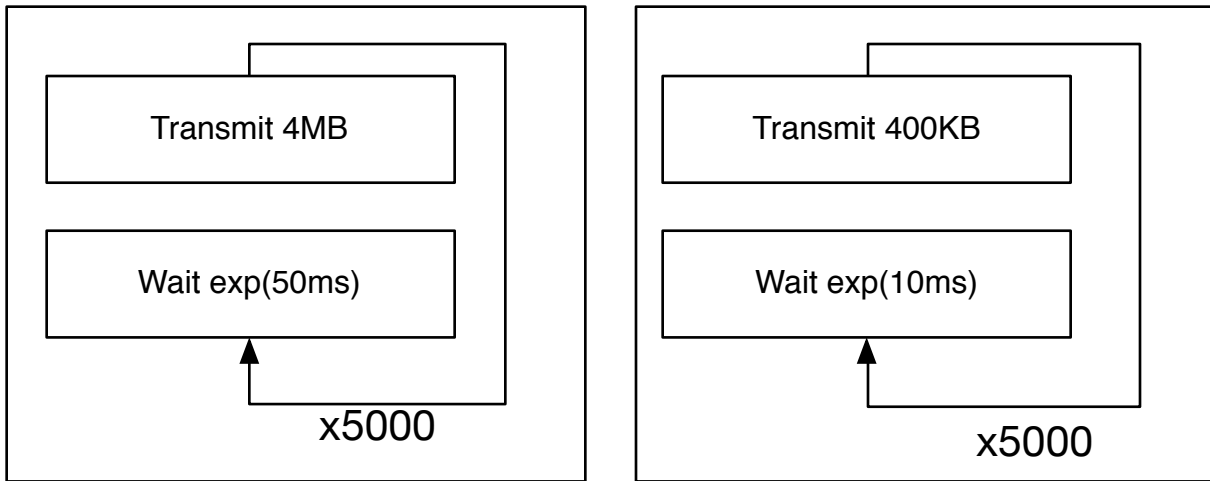 Transmit 4MB
Wait exp(50ms)
x5000
Transmit 400KB
Wait exp(10ms)
x5000